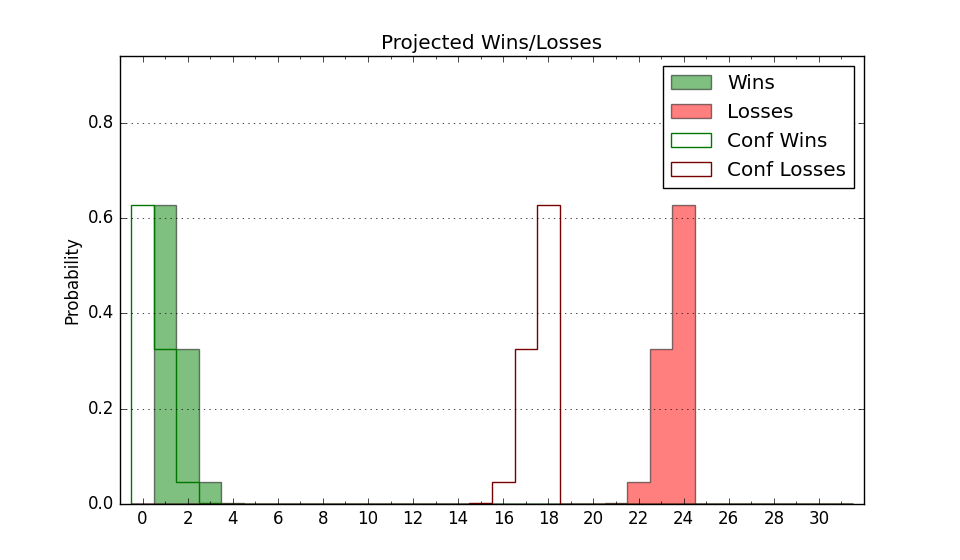 Projected Wins/Losses
Wins
Losses
Conf Wins
Conf Losses
0.8
0.6
0.4
0.2
0.0
Probability
0 2 4 6 8 10 12 14 16 18 20 22 24 26 28 30